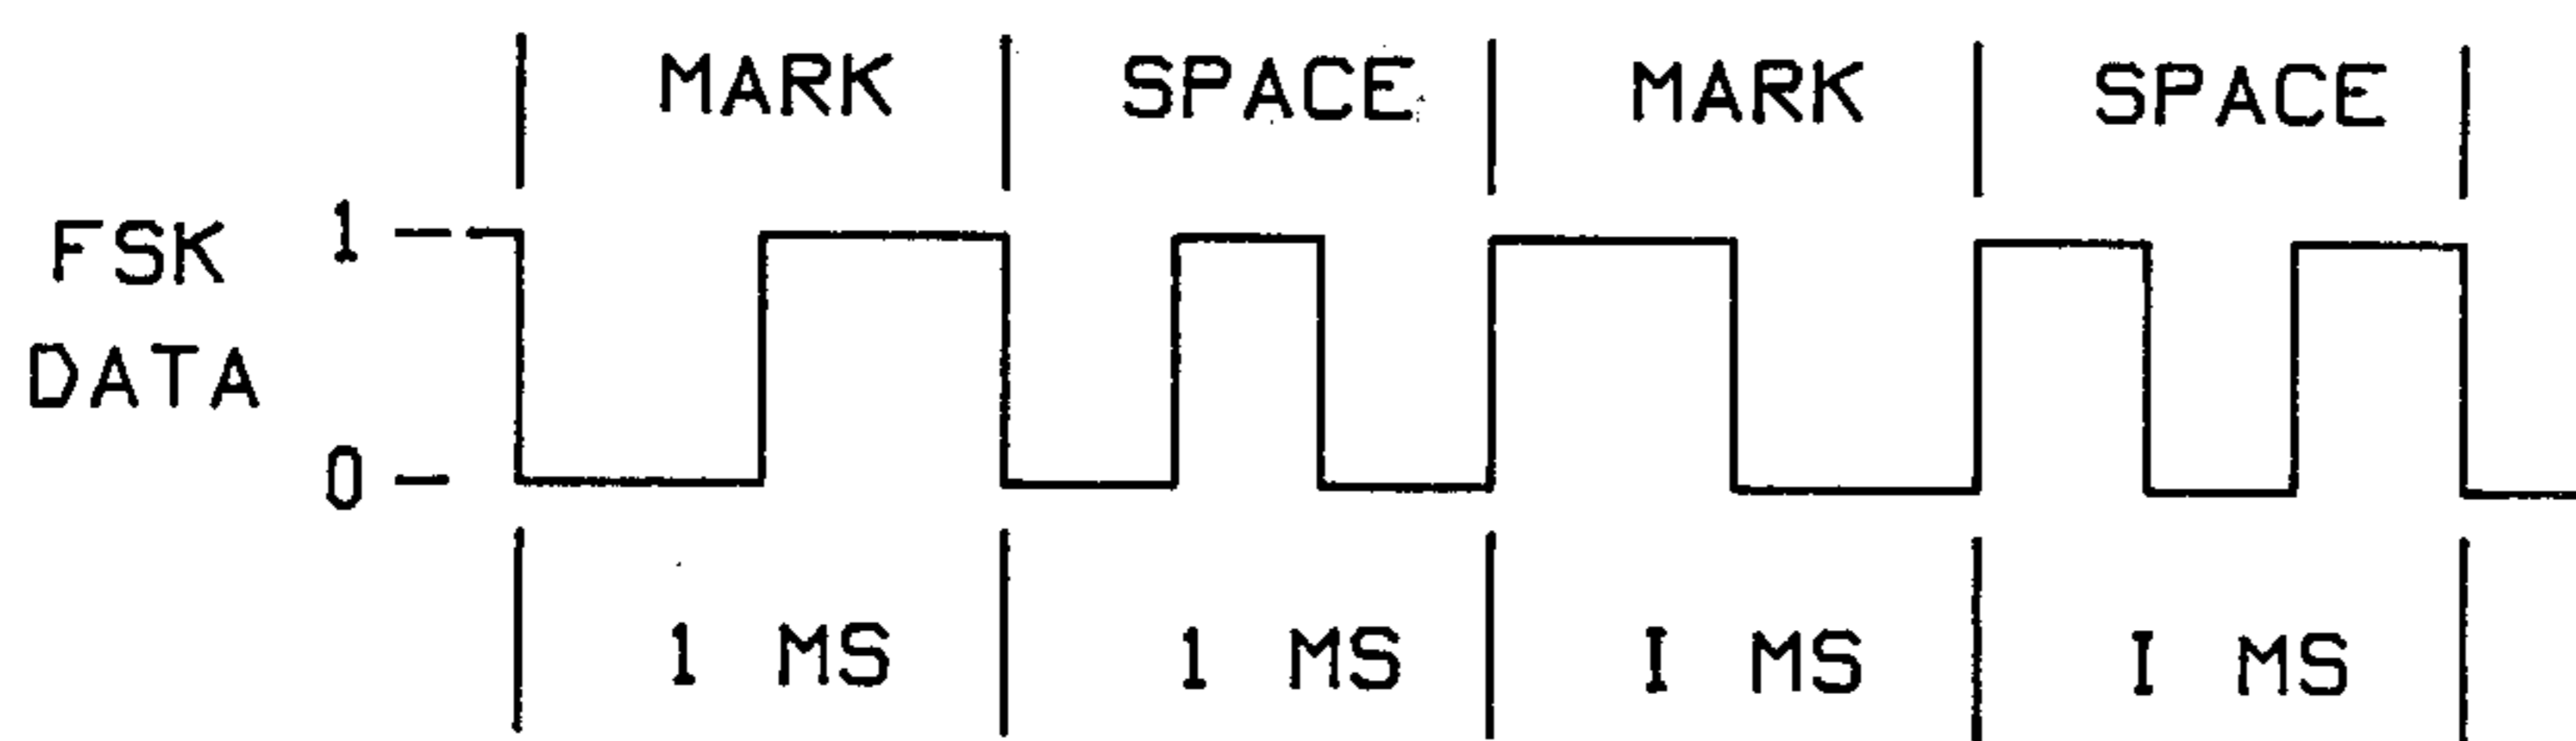 MARK SPACE MARK SPACE
FSK DATA
1
0
1 MS 1 MS I MS I MS